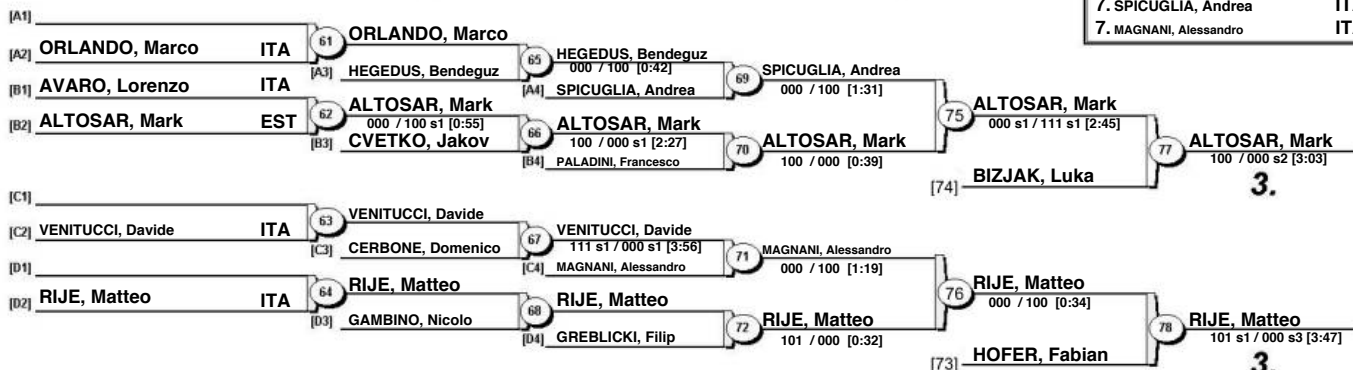 7. SPICUGLIA, Andrea
7. MAGNANI, Alessandro
[A1]
[A2] ORLANDO, Marco ITA
61
ORLANDO, Marco
[A3] HEGEDUS, Bendeguz
65
HEGEDUS, Bendeguz
000 / 100 [0:42]
[A4] SPICUGLIA, Andrea
69
SPICUGLIA, Andrea
000 / 100 [1:31]
[B1] AVARO, Lorenzo ITA
[B2] ALTOSAR, Mark EST
62
ALTOSAR, Mark
000 / 100 s1 [0:55]
[B3] CVETKO, Jakov
66
ALTOSAR, Mark
100 / 000 s1 [2:27]
[B4] PALADINI, Francesco
70
ALTOSAR, Mark
100 / 000 [0:39]
75
ALTOSAR, Mark
000 s1 / 111 s1 [2:45]
[74] BIZJAK, Luka
77
ALTOSAR, Mark
100 / 000 s2 [3:03]
3.
[C1]
[C2] VENITUCCI, Davide ITA
63
VENITUCCI, Davide
[C3] CERBONE, Domenico
67
VENITUCCI, Davide
111 s1 / 000 s1 [3:56]
[C4] MAGNANI, Alessandro
71
MAGNANI, Alessandro
000 / 100 [1:19]
[D1]
[D2] RIJE, Matteo ITA
64
RIJE, Matteo
[D3] GAMBINO, Nicolo
68
RIJE, Matteo
[D4] GREBLICKI, Filip
72
RIJE, Matteo
101 / 000 [0:32]
76
RIJE, Matteo
000 / 100 [0:34]
[73] HOFER, Fabian
78
RIJE, Matteo
101 s1 / 000 s3 [3:47]
3.